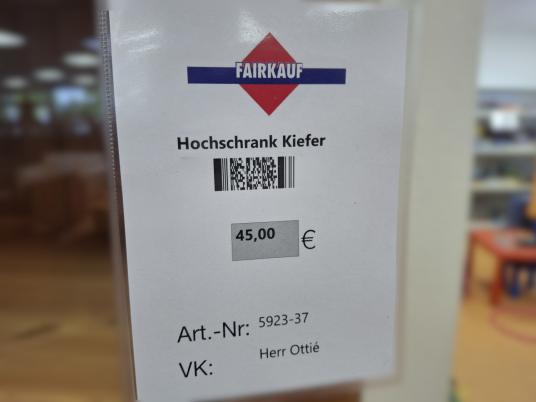 FAIRKAUF
Hochschrank Kiefer
45,00 €
Art.-Nr: 5923-37
VK: Herr Ottié